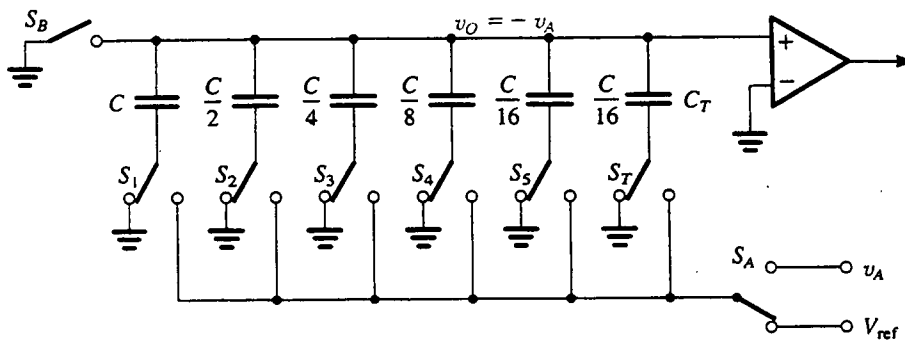 S_B
v_O = - v_A
+
−
C
C/2
C/4
C/8
C/16
C/16
C_T
S_1
S_2
S_3
S_4
S_5
S_T
S_A
v_A
V_ref